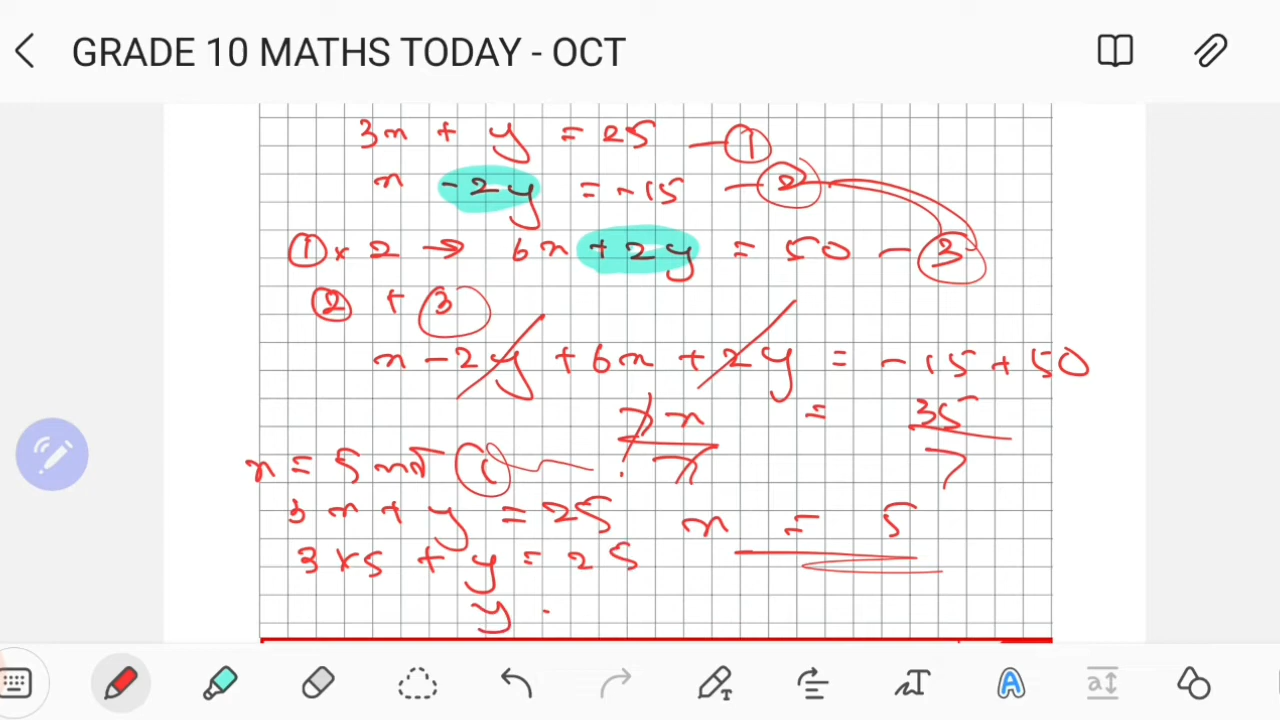 GRADE 10 MATHS TODAY - OCT
3x + y = 25 — ①
x - 2y = -15 — ②
① × 2 → 6x + 2y = 50 — ③
② + ③
x - 2y + 6x + 2y = -15 + 50
7x/7 = 35/7
x = 5 ①
3x + y = 25 x = 5
3 × 5 + y = 25
y